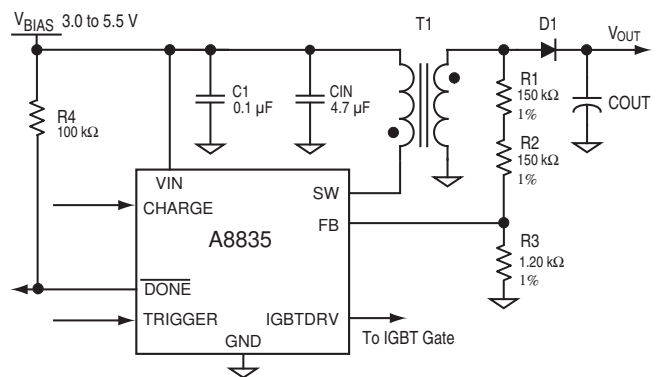 VBIAS 3.0 to 5.5 V
T1
D1
VOUT
R4
100 kΩ
C1
0.1 µF
CIN
4.7 µF
R1
150 kΩ
1%
COUT
R2
150 kΩ
1%
VIN
SW
CHARGE
FB
A8835
R3
1.20 kΩ
1%
DONE
TRIGGER
IGBTDRV
To IGBT Gate
GND